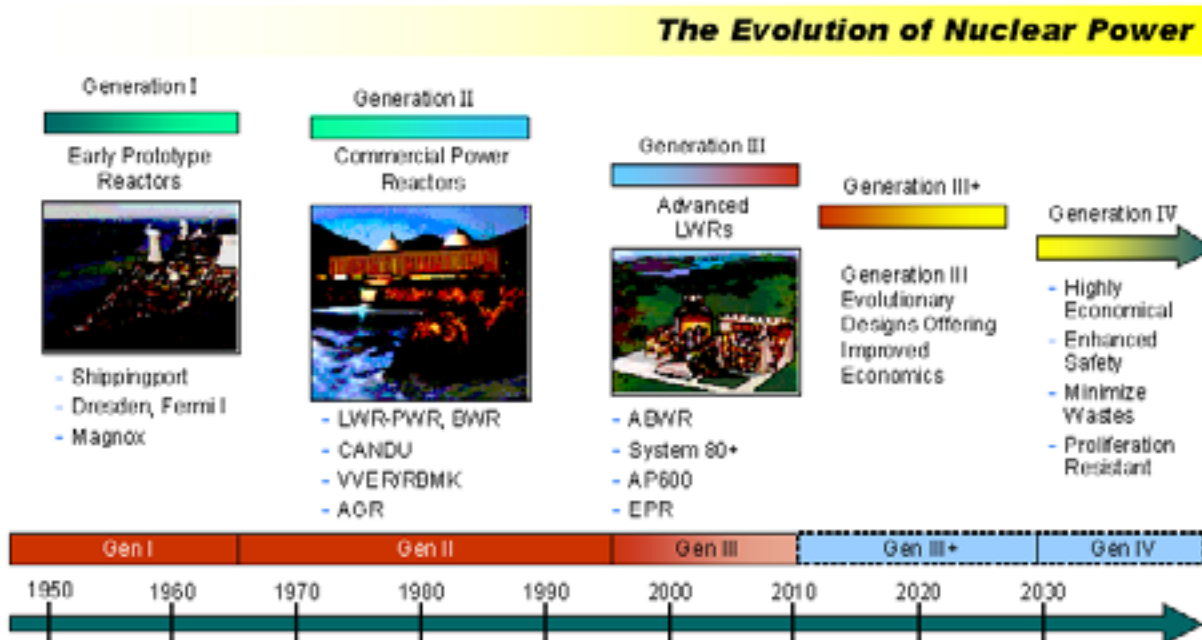 The Evolution of Nuclear Power
Generation I
Early Prototype
Reactors
- Shippingport
- Dresden, Fermi I
- Magnox
Generation II
Commercial Power
Reactors
- LWR-PWR, BWR
- CANDU
- VVER/RBMK
- AGR
Generation III
Advanced
LWRs
- ABWR
- System 80+
- AP600
- EPR
Generation III+
Generation III
Evolutionary
Designs Offering
Improved
Economics
Generation IV
- Highly
Economical
- Enhanced
Safety
- Minimize
Wastes
- Proliferation
Resistant
Gen I
Gen II
Gen III
Gen III+
Gen IV
1950
1960
1970
1980
1990
2000
2010
2020
2030